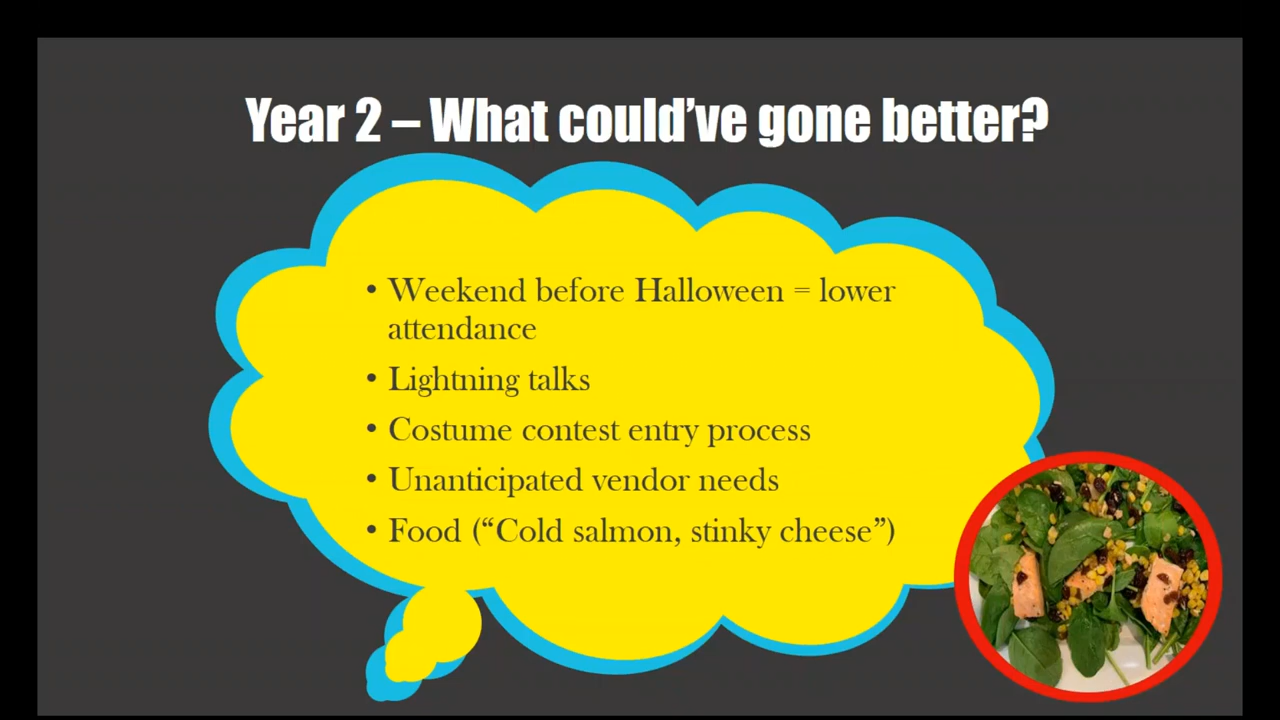 Year 2 – What could’ve gone better?
• Weekend before Halloween = lower
attendance
• Lightning talks
• Costume contest entry process
• Unanticipated vendor needs
• Food (“Cold salmon, stinky cheese”)